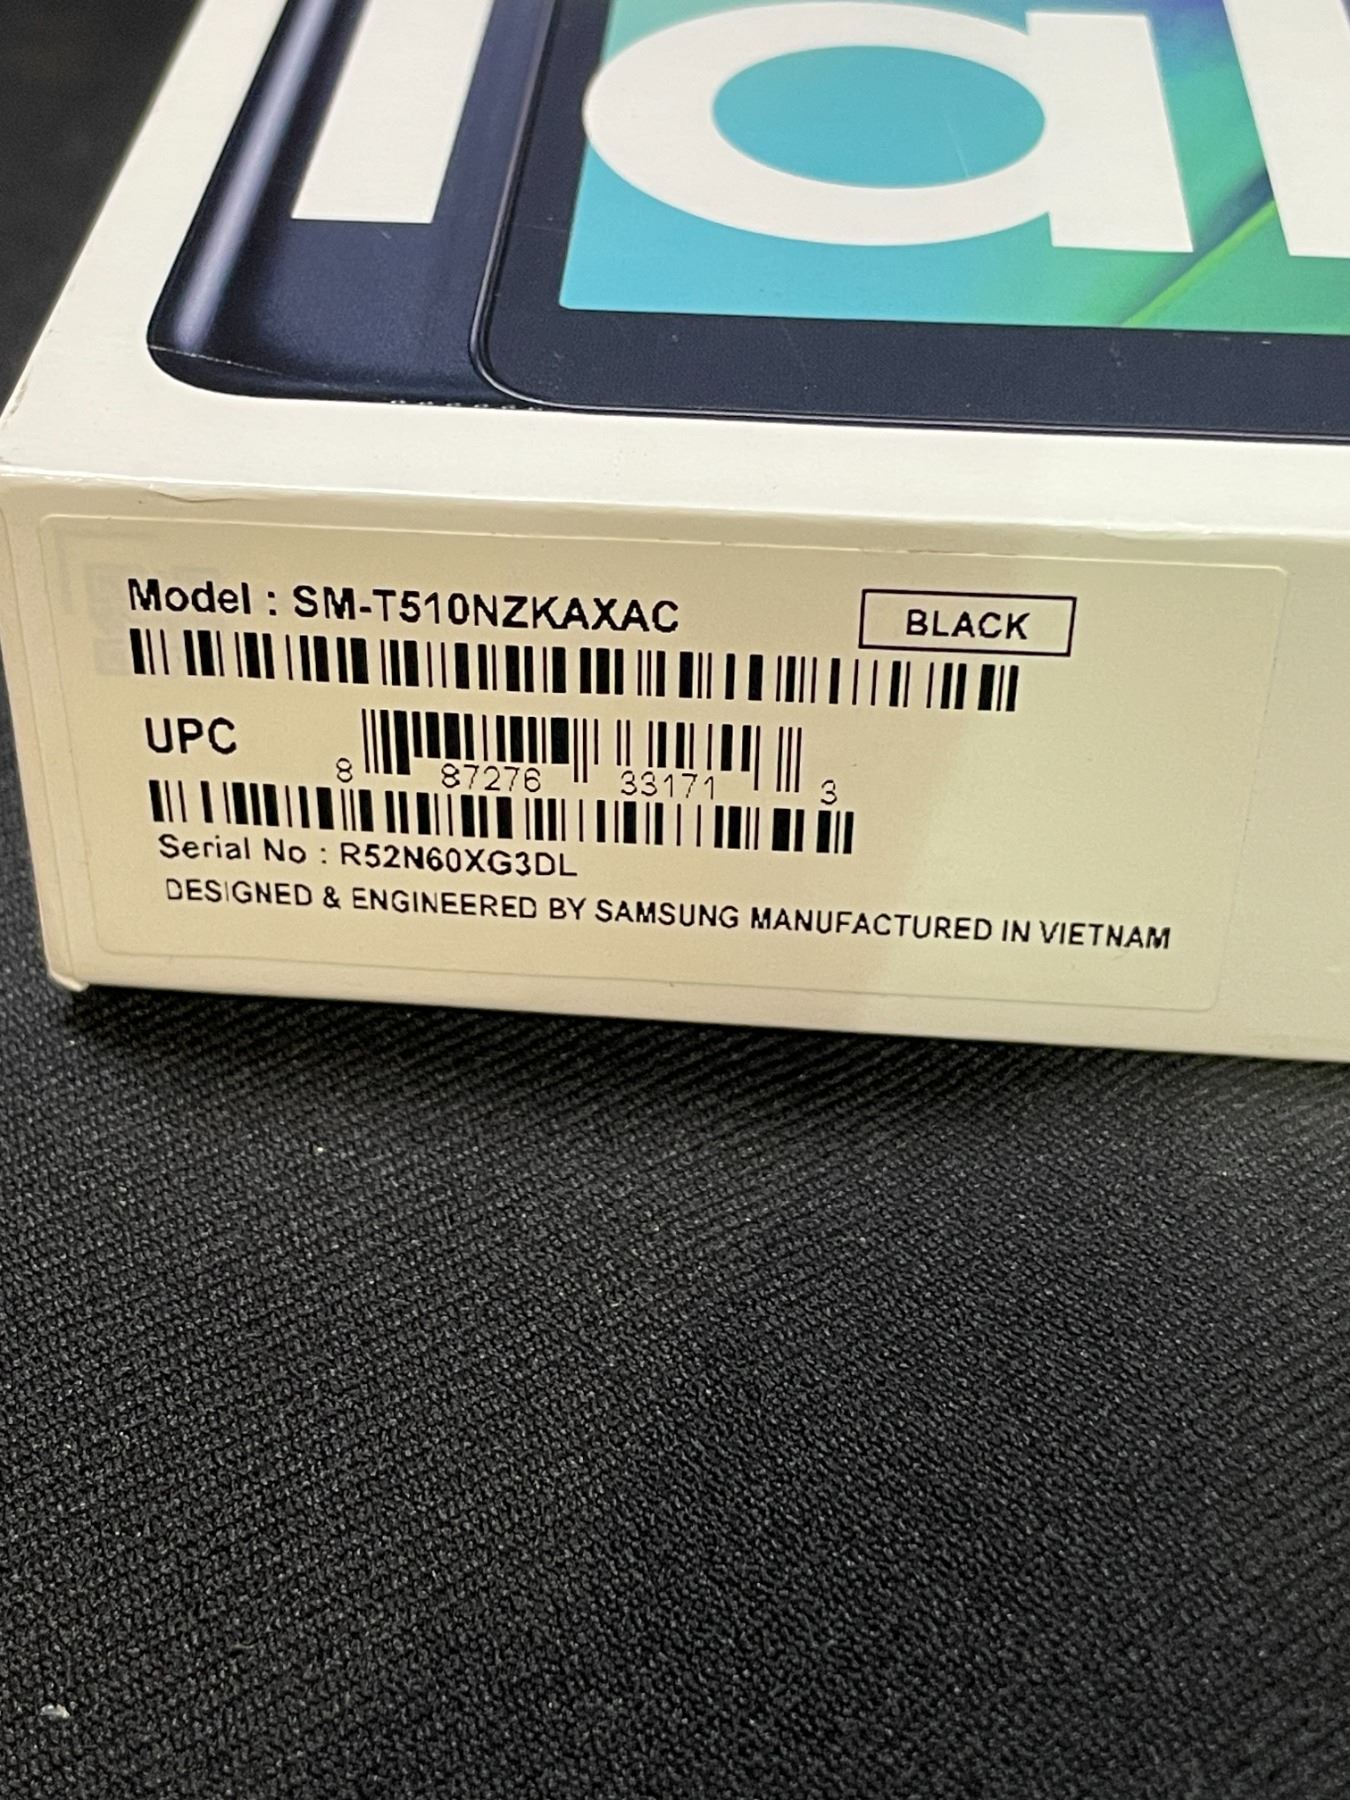 Ta
Model : SM-T510NZKAXAC
BLACK
UPC
8 87276 33171 3
Serial No : R52N60XG3DL
DESIGNED & ENGINEERED BY SAMSUNG MANUFACTURED IN VIETNAM